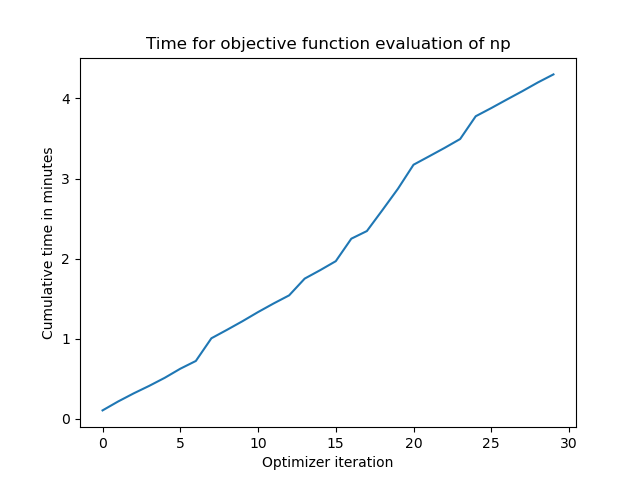 Time for objective function evaluation of np
Cumulative time in minutes
4
3
2
1
0
0 5 10 15 20 25 30
Optimizer iteration